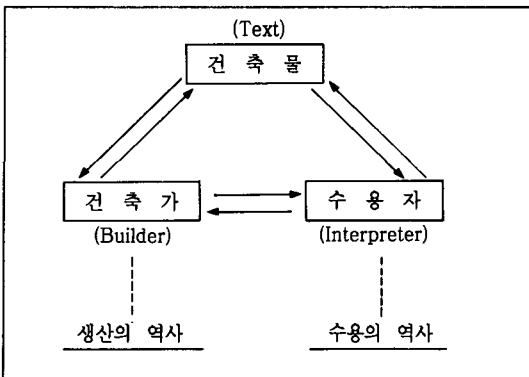 (Text)
건 축 물
건 축 가 수 용 자
(Builder) (Interpreter)
생산의 역사 수용의 역사